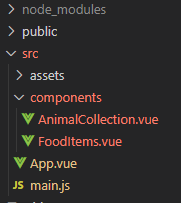 node_modules
public
src
assets
components
AnimalCollection.vue
FoodItems.vue
App.vue
JS main.js